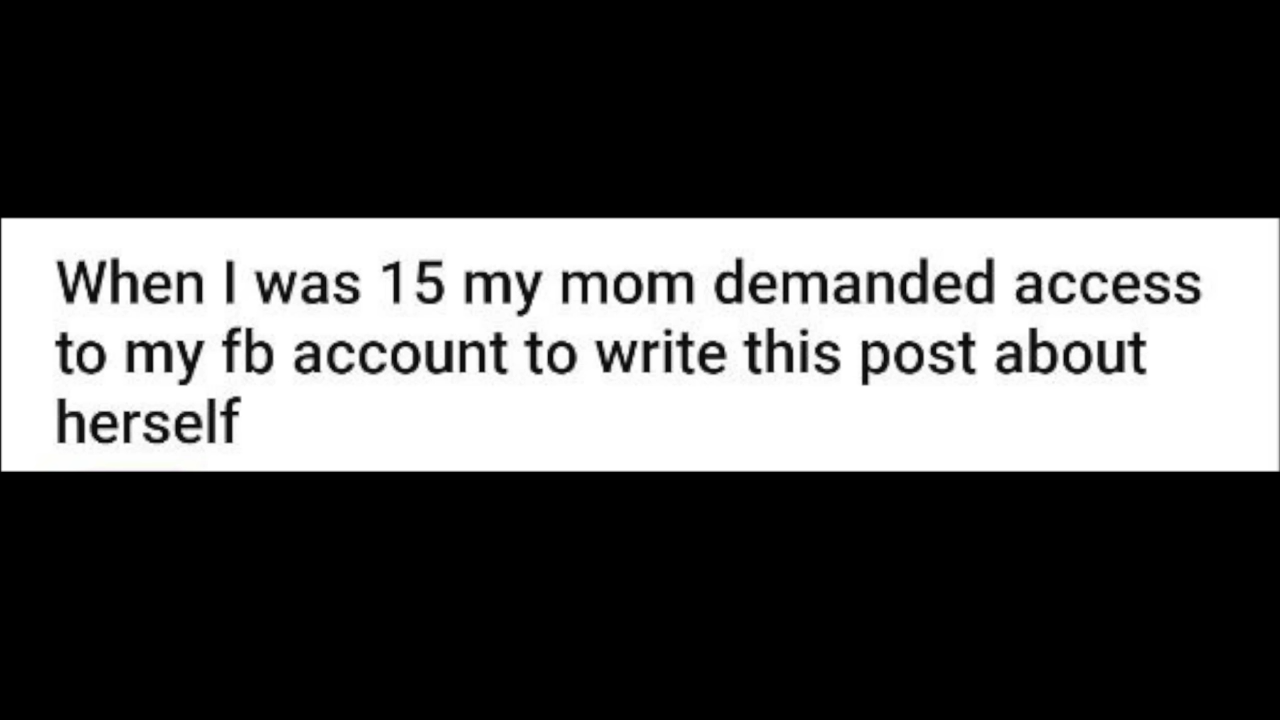 When I was 15 my mom demanded access
to my fb account to write this post about
herself